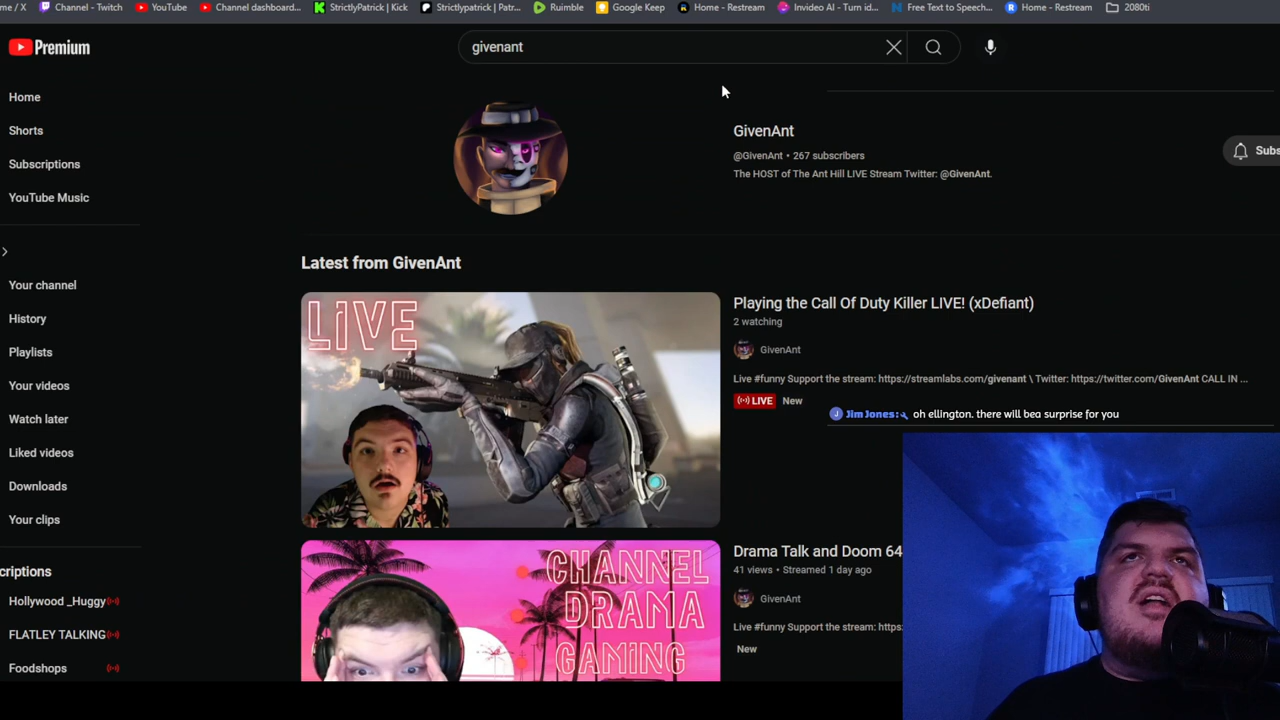 me / X
Channel - Twitch
YouTube
Channel dashboard...
StrictlyPatrick | Kick
Strictlypatrick | Patr...
Rumble
Google Keep
Home - Restream
Invideo AI - Turn id...
Free Text to Speech...
Home - Restream
2080ti
Premium
givenant
Home
Shorts
Subscriptions
YouTube Music
Your channel
History
Playlists
Your videos
Watch later
Liked videos
Downloads
Your clips
criptions
Hollywood _Huggy
FLATLEY TALKING
Foodshops
GivenAnt
@GivenAnt • 267 subscribers
The HOST of The Ant Hill LIVE Stream Twitter: @GivenAnt.
Subs
Latest from GivenAnt
LIVE
Playing the Call Of Duty Killer LIVE! (xDefiant)
2 watching
GivenAnt
Live #funny Support the stream: https://streamlabs.com/givenant \ Twitter: https://twitter.com/GivenAnt CALL IN ...
LIVE New
Jim Jones: oh ellington. there will bea surprise for you
CHANNEL
DRAMA
GAMING
Drama Talk and Doom 64
41 views • Streamed 1 day ago
GivenAnt
Live #funny Support the stream: https:
New